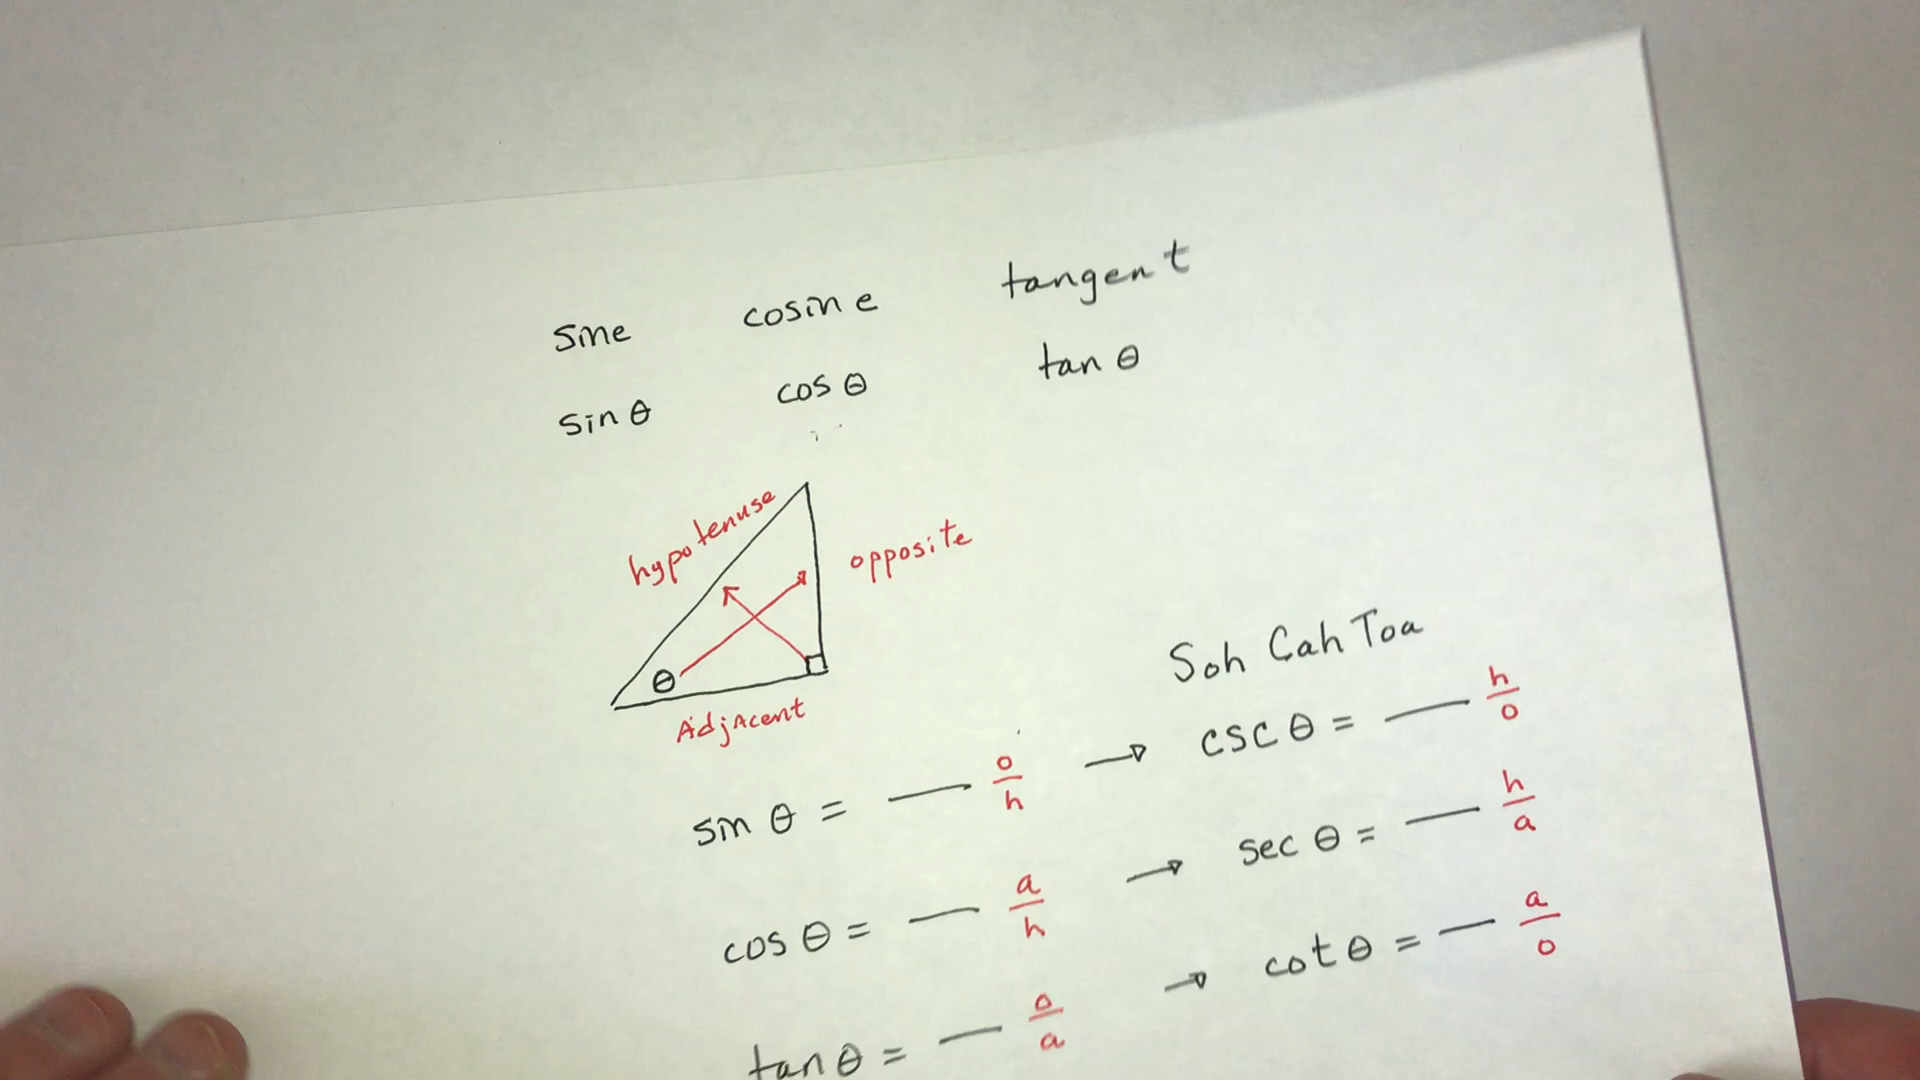 sine cosine tangent
sin θ cos θ tan θ
hypotenuse
opposite
θ
Adjacent
Soh Cah Toa
sin θ = — o/h → csc θ = — h/o
cos θ = — a/h → sec θ = — h/a
tan θ = — o/a → cot θ = — a/o